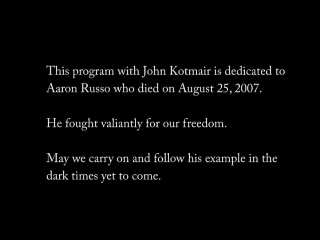 This program with John Kotmair is dedicated to
Aaron Russo who died on August 25, 2007.
He fought valiantly for our freedom.
May we carry on and follow his example in the
dark times yet to come.